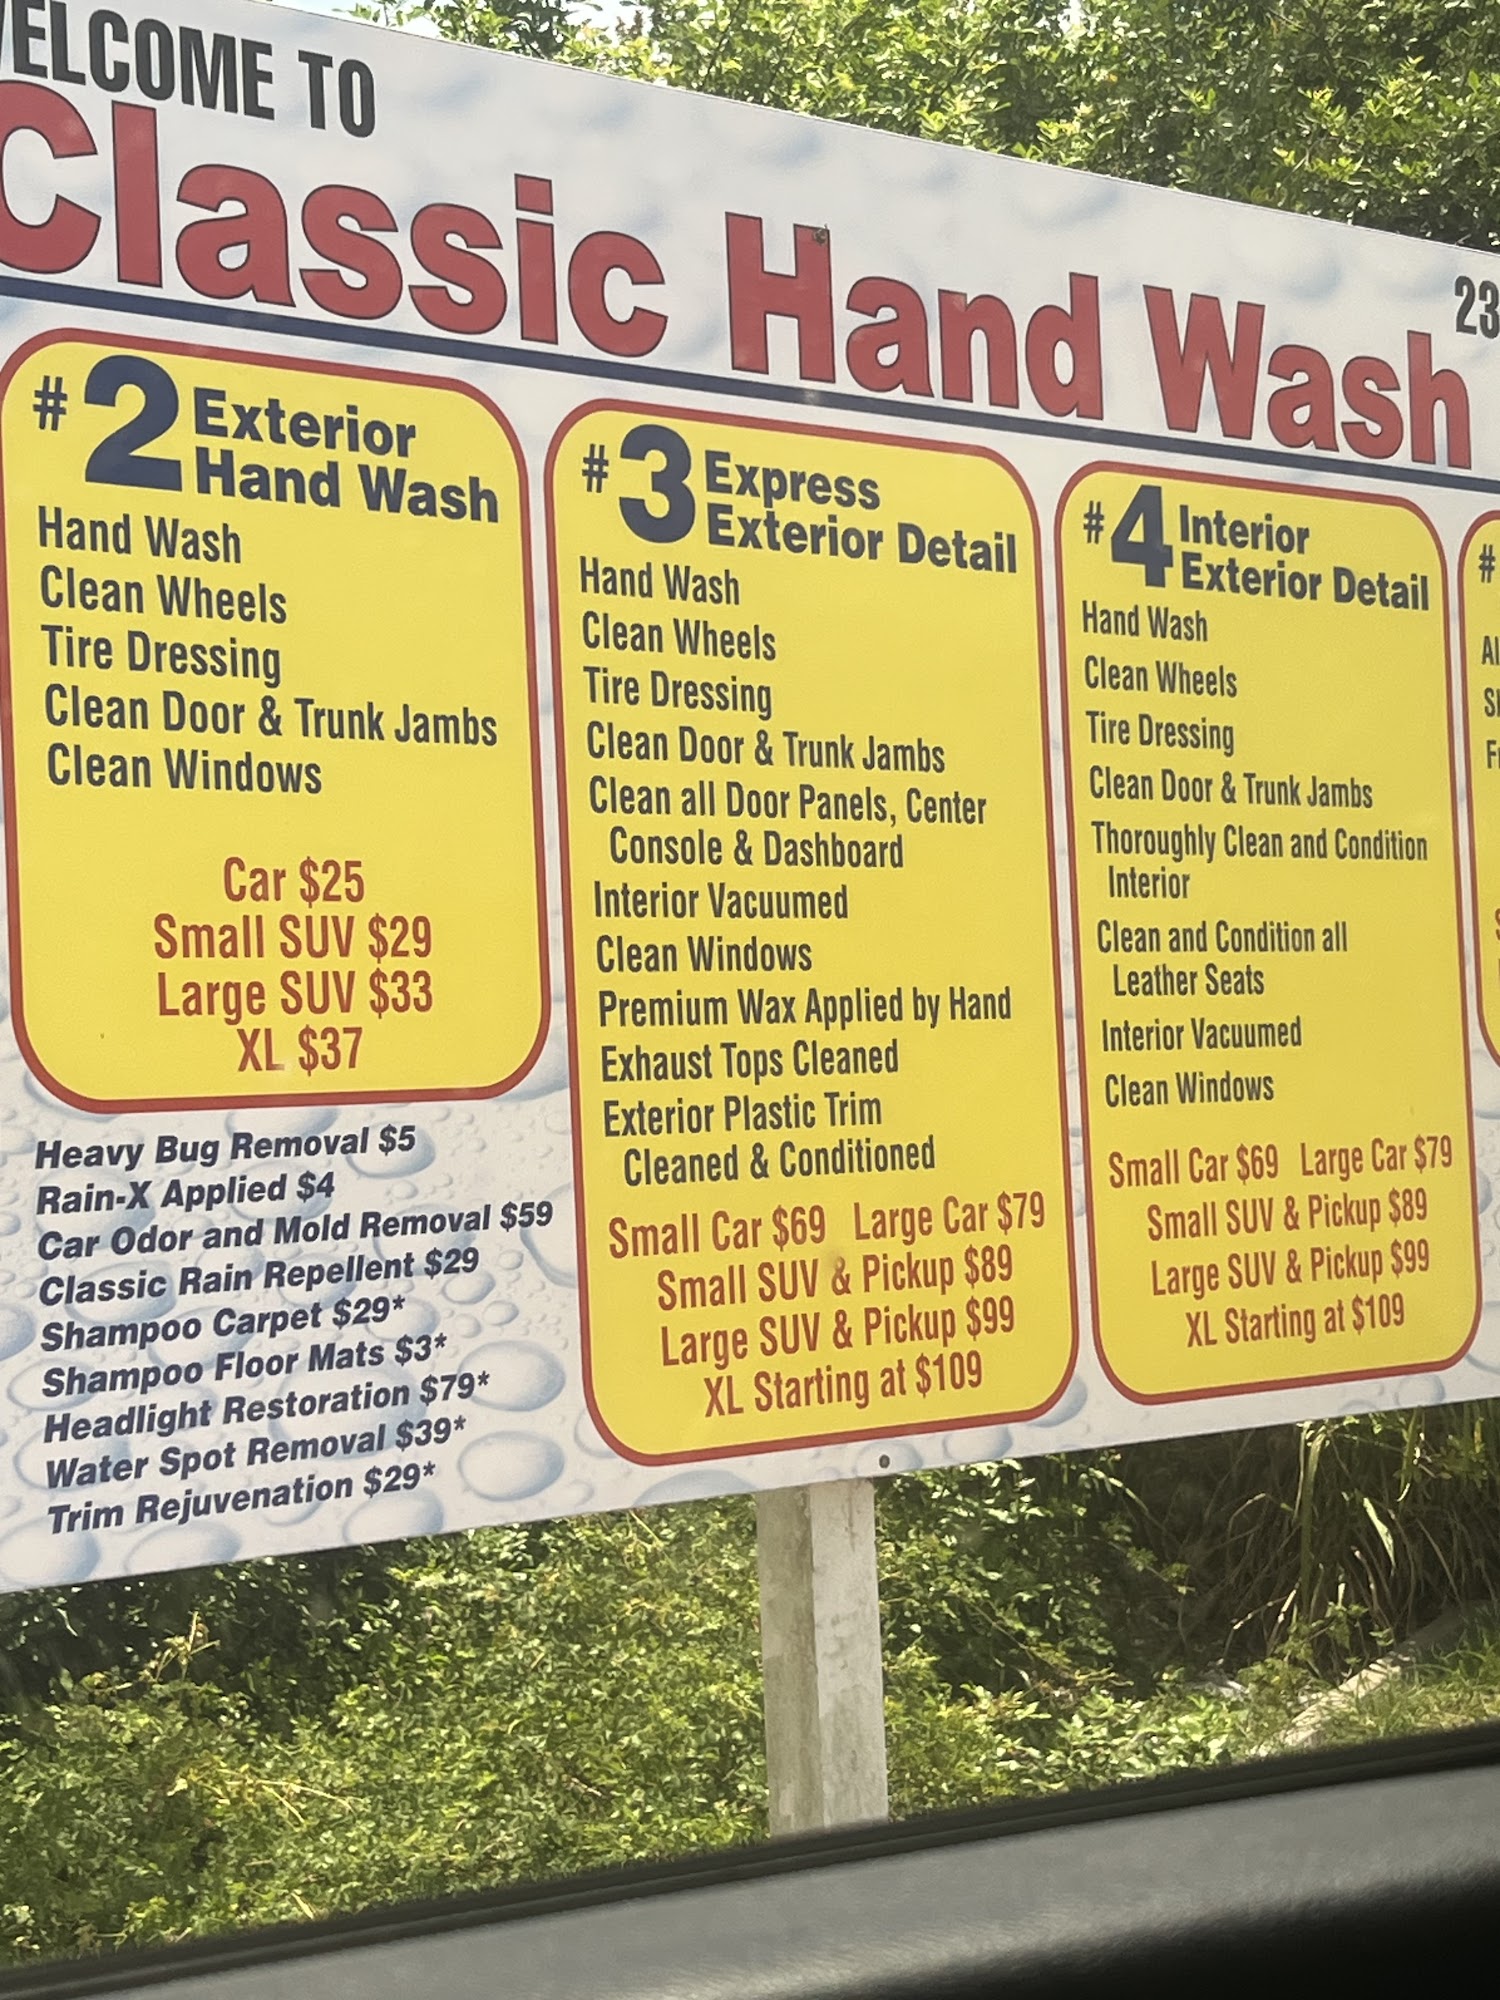 WELCOME TO
Classic Hand Wash
23
#2 Exterior
Hand Wash
Hand Wash
Clean Wheels
Tire Dressing
Clean Door & Trunk Jambs
Clean Windows
Car $25
Small SUV $29
Large SUV $33
XL $37
Heavy Bug Removal $5
Rain-X Applied $4
Car Odor and Mold Removal $59
Classic Rain Repellent $29
Shampoo Carpet $29*
Shampoo Floor Mats $3*
Headlight Restoration $79*
Water Spot Removal $39*
Trim Rejuvenation $29*
#3 Express
Exterior Detail
Hand Wash
Clean Wheels
Tire Dressing
Clean Door & Trunk Jambs
Clean all Door Panels, Center
Console & Dashboard
Interior Vacuumed
Clean Windows
Premium Wax Applied by Hand
Exhaust Tops Cleaned
Exterior Plastic Trim
Cleaned & Conditioned
Small Car $69 Large Car $79
Small SUV & Pickup $89
Large SUV & Pickup $99
XL Starting at $109
#4 Interior
Exterior Detail
Hand Wash
Clean Wheels
Tire Dressing
Clean Door & Trunk Jambs
Thoroughly Clean and Condition
Interior
Clean and Condition all
Leather Seats
Interior Vacuumed
Clean Windows
Small Car $69 Large Car $79
Small SUV & Pickup $89
Large SUV & Pickup $99
XL Starting at $109
#